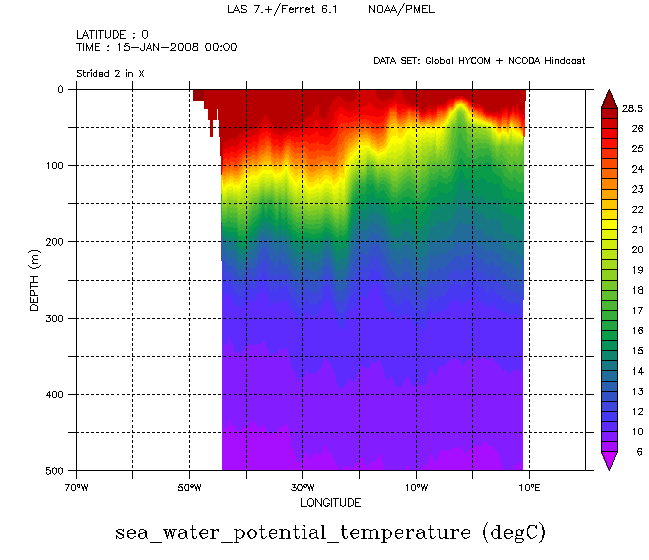 LAS 7.+/Ferret 6.1 NOAA/PMEL
LATITUDE : 0
TIME : 15-JAN-2008 00:00
DATA SET: Global HYCOM + NCODA Hindcast
Strided 2 in X
0
100
200
300
400
500
DEPTH (m)
70°W
50°W
30°W
10°W
10°E
LONGITUDE
28.5
26
25
24
23
22
21
20
19
18
17
16
15
14
13
12
10
6
sea_water_potential_temperature (degC)